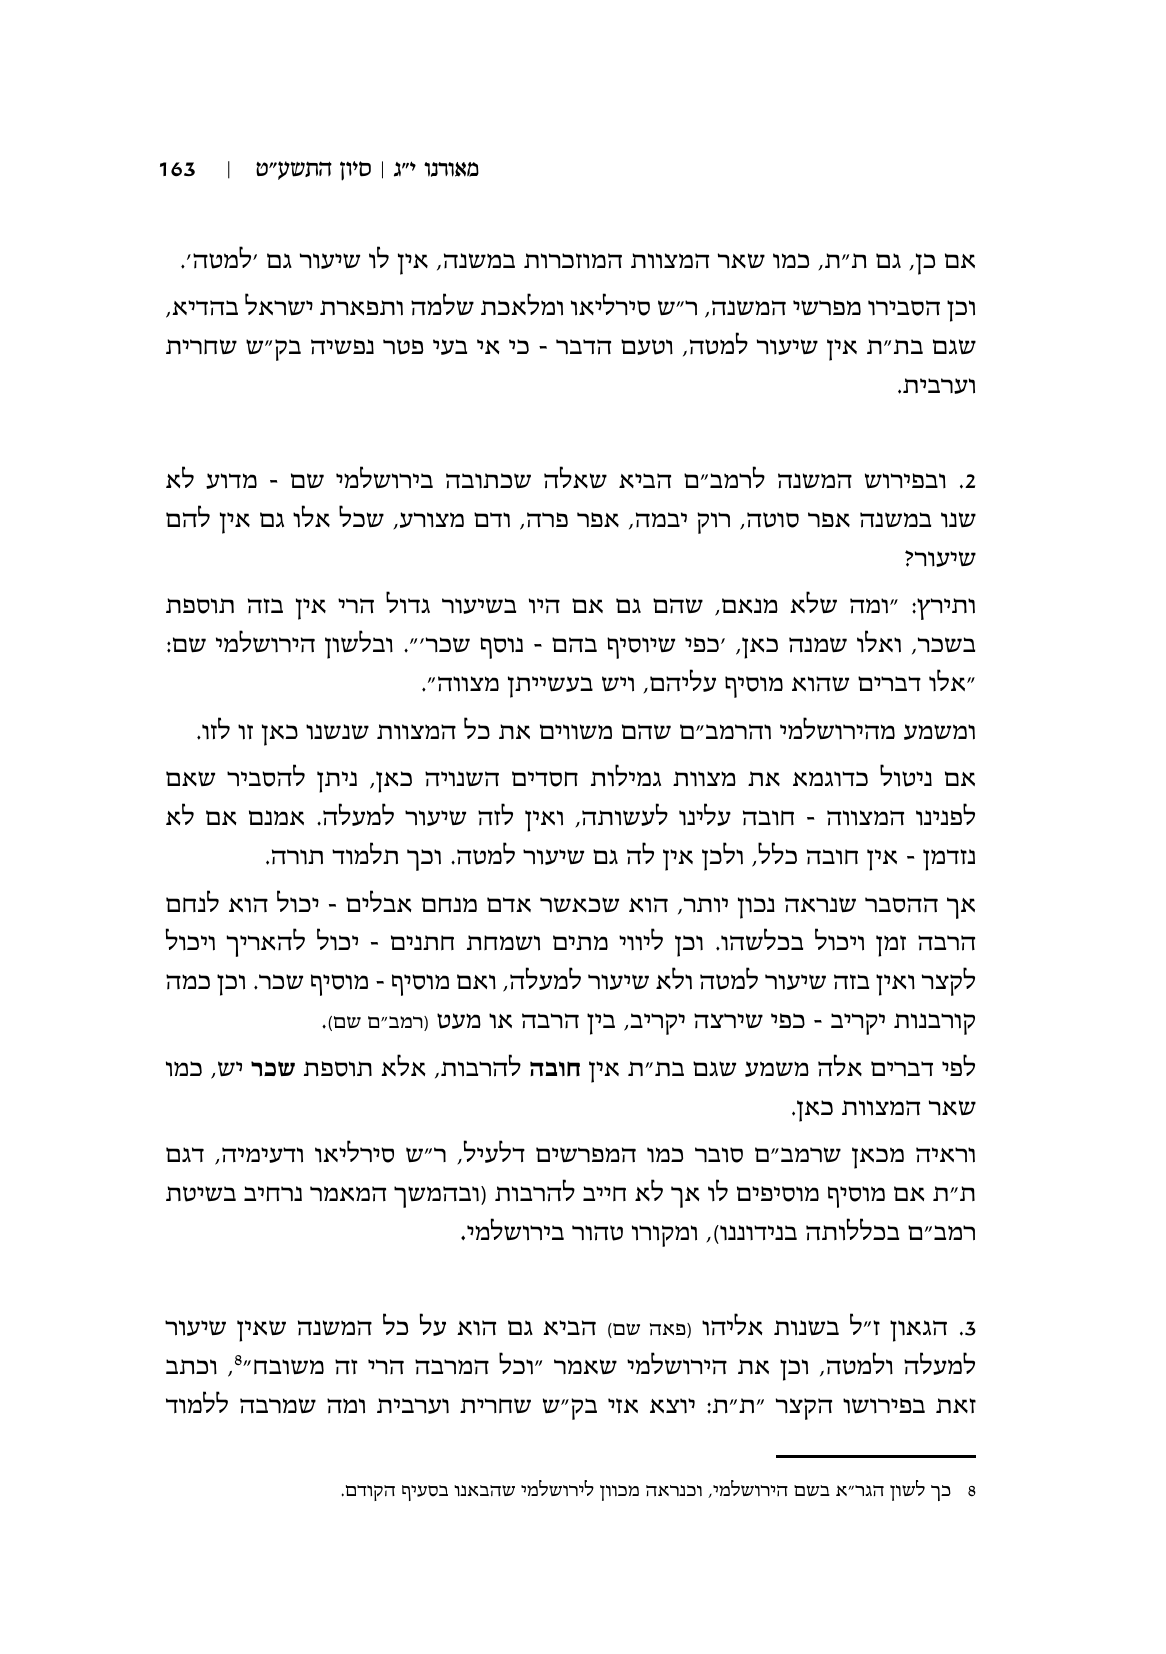 מאורנו י״ג | סיון התשע״ט | 163
אם כן, גם ת״ת, כמו שאר המצוות המוזכרות במשנה, אין לו שיעור גם ׳למטה׳.
וכן הסבירו מפרשי המשנה, ר״ש סירליאו ומלאכת שלמה ותפארת ישראל בהדיא,
שגם בת״ת אין שיעור למטה, וטעם הדבר - כי אי בעי פטר נפשיה בק״ש שחרית
וערבית.
2. ובפירוש המשנה לרמב״ם הביא שאלה שכתובה בירושלמי שם - מדוע לא
שנו במשנה אפר סוטה, רוק יבמה, אפר פרה, ודם מצורע, שכל אלו גם אין להם
שיעור?
ותירץ: ״ומה שלא מנאם, שהם גם אם היו בשיעור גדול הרי אין בזה תוספת
בשכר, ואלו שמנה כאן, ׳כפי שיוסיף בהם - נוסף שכר׳״. ובלשון הירושלמי שם:
״אלו דברים שהוא מוסיף עליהם, ויש בעשייתן מצווה״.
ומשמע מהירושלמי והרמב״ם שהם משווים את כל המצוות שנשנו כאן זו לזו.
אם ניטול כדוגמא את מצוות גמילות חסדים השנויה כאן, ניתן להסביר שאם
לפנינו המצווה - חובה עלינו לעשותה, ואין לזה שיעור למעלה. אמנם אם לא
נזדמן - אין חובה כלל, ולכן אין לה גם שיעור למטה. וכך תלמוד תורה.
אך ההסבר שנראה נכון יותר, הוא שכאשר אדם מנחם אבלים - יכול הוא לנחם
הרבה זמן ויכול בכלשהו. וכן ליווי מתים ושמחת חתנים - יכול להאריך ויכול
לקצר ואין בזה שיעור למטה ולא שיעור למעלה, ואם מוסיף - מוסיף שכר. וכן כמה
קורבנות יקריב - כפי שירצה יקריב, בין הרבה או מעט (רמב״ם שם).
לפי דברים אלה משמע שגם בת״ת אין חובה להרבות, אלא תוספת שכר יש, כמו
שאר המצוות כאן.
וראיה מכאן שרמב״ם סובר כמו המפרשים דלעיל, ר״ש סירליאו ודעימיה, דגם
ת״ת אם מוסיף מוסיפים לו אך לא חייב להרבות (ובהמשך המאמר נרחיב בשיטת
רמב״ם בכללותה בנידוננו), ומקורו טהור בירושלמי.
3. הגאון ז״ל בשנות אליהו (פאה שם) הביא גם הוא על כל המשנה שאין שיעור
למעלה ולמטה, וכן את הירושלמי שאמר ״וכל המרבה הרי זה משובח״8, וכתב
זאת בפירושו הקצר ״ת״ת: יוצא אזי בק״ש שחרית וערבית ומה שמרבה ללמוד
8 כך לשון הגר״א בשם הירושלמי, וכנראה מכוון לירושלמי שהבאנו בסעיף הקודם.